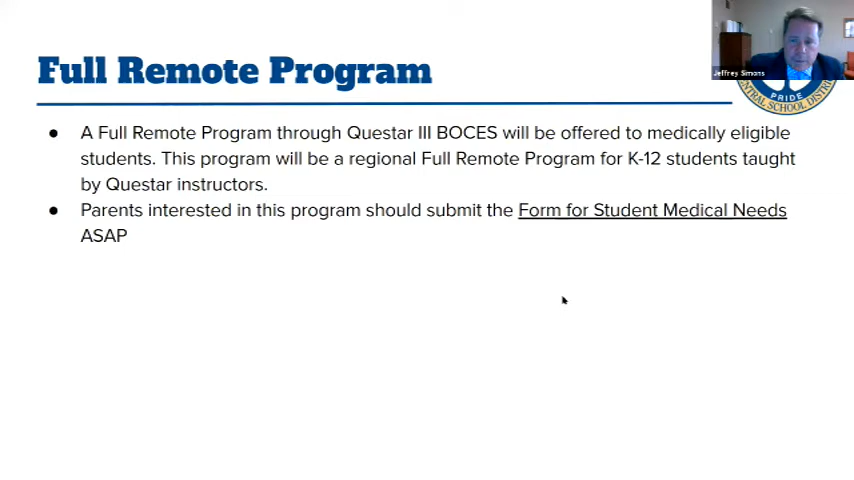 Full Remote Program
Jeffrey Simons
PRIDE
CENTRAL SCHOOL
● A Full Remote Program through Questar III BOCES will be offered to medically eligible
students. This program will be a regional Full Remote Program for K-12 students taught
by Questar instructors.
● Parents interested in this program should submit the Form for Student Medical Needs
ASAP